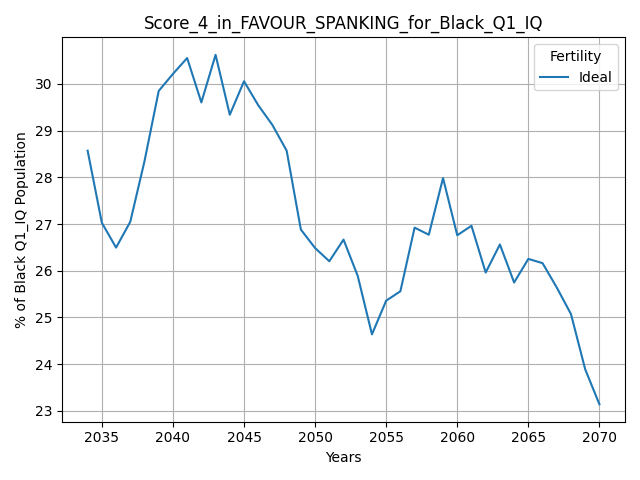 Score_4_in_FAVOUR_SPANKING_for_Black_Q1_IQ
Fertility
Ideal
% of Black Q1_IQ Population
30
29
28
27
26
25
24
23
2035 2040 2045 2050 2055 2060 2065 2070
Years